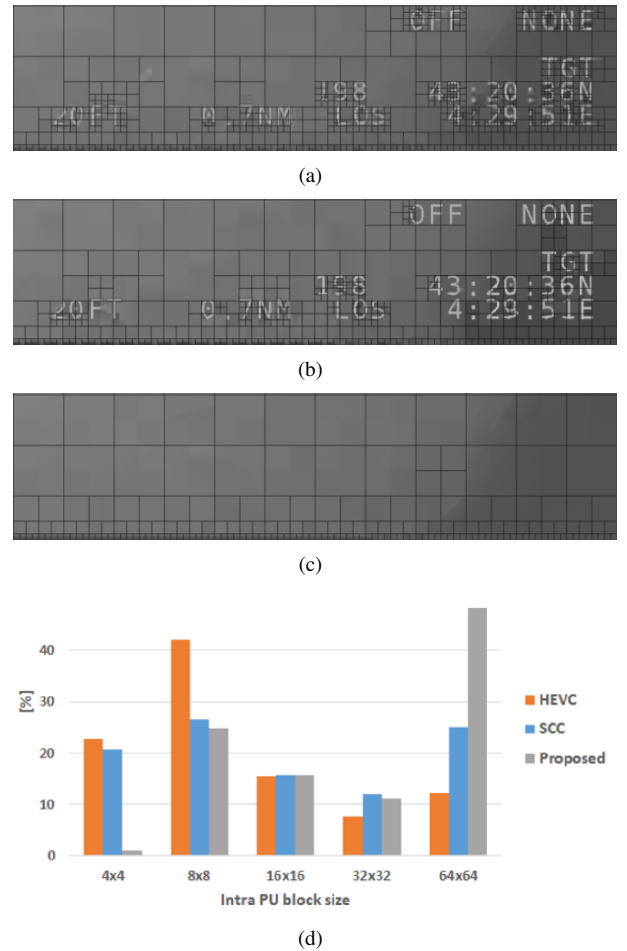 OFF NONE
TGT
198 43:20:36N
20FT 0.7NM LOS 4:29:51E
(a)
OFF NONE
TGT
198 43:20:36N
20FT 0.7NM LOS 4:29:51E
(b)
(c)
[%]
40
30
20
10
0
HEVC
SCC
Proposed
4x4 8x8 16x16 32x32 64x64
Intra PU block size
(d)